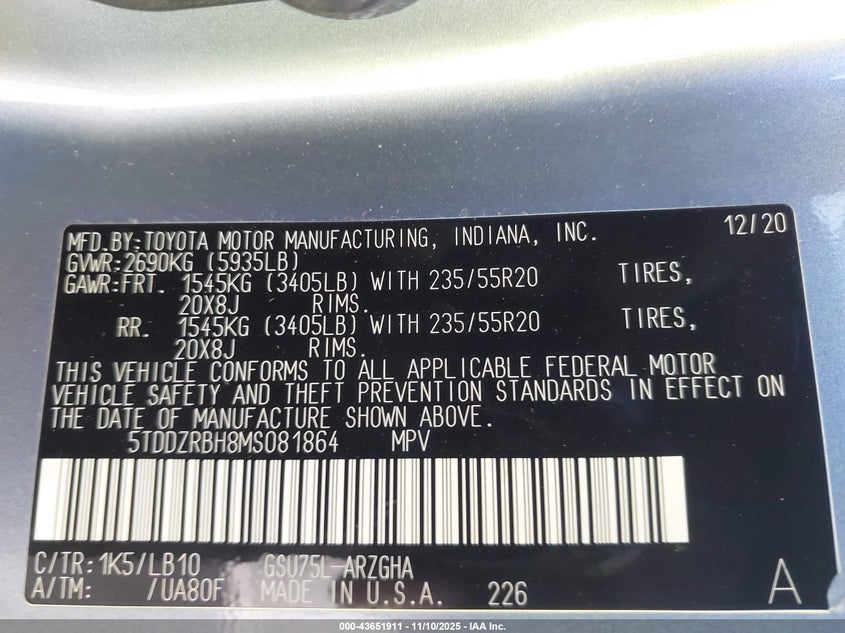 MFD.BY:TOYOTA MOTOR MANUFACTURING, INDIANA, INC. 12/20
GVWR:2690KG (5935LB)
GAWR:FRT. 1545KG (3405LB) WITH 235/55R20 TIRES,
20X8J RIMS.
RR. 1545KG (3405LB) WITH 235/55R20 TIRES,
20X8J RIMS.
THIS VEHICLE CONFORMS TO ALL APPLICABLE FEDERAL MOTOR
VEHICLE SAFETY AND THEFT PREVENTION STANDARDS IN EFFECT ON
THE DATE OF MANUFACTURE SHOWN ABOVE.
5TDDZRBH8MS081864 MPV
C/TR:1K5/LB10 GSU75L-ARZGHA
A/TM: /UA80F MADE IN U.S.A. 226 A
000-43651911 - 11/10/2025 - IAA Inc.